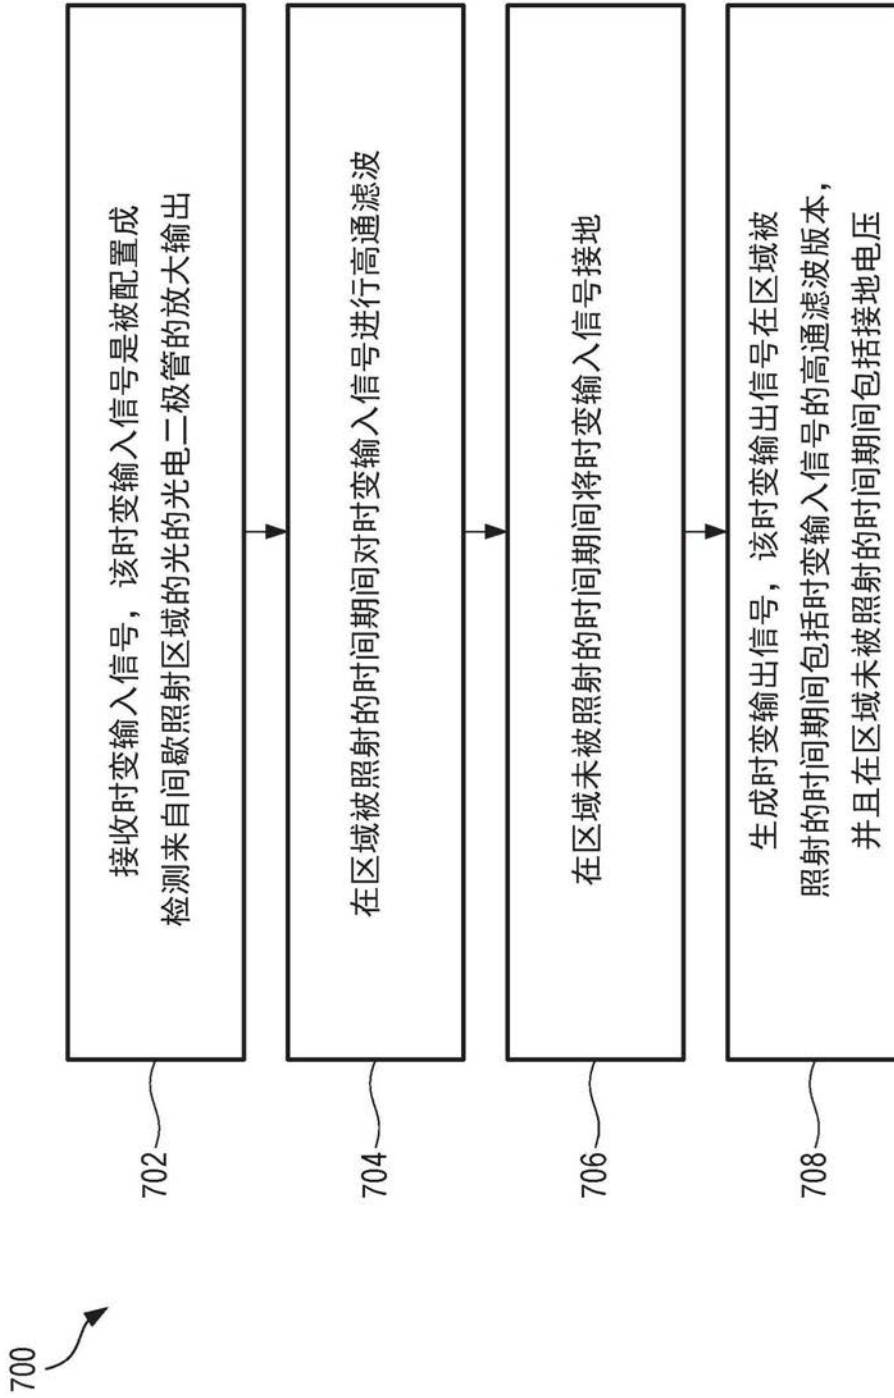 700
702
接收时变输入信号，该时变输入信号是被配置成
检测来自间歇照射区域的光的光电二极管的放大输出
704
在区域被照射的时间期间对时变输入信号进行高通滤波
706
在区域未被照射的时间期间将时变输入信号接地
708
生成时变输出信号，该时变输出信号在区域被
照射的时间期间包括时变输入信号的高通滤波版本，
并且在区域未被照射的时间期间包括接地电压